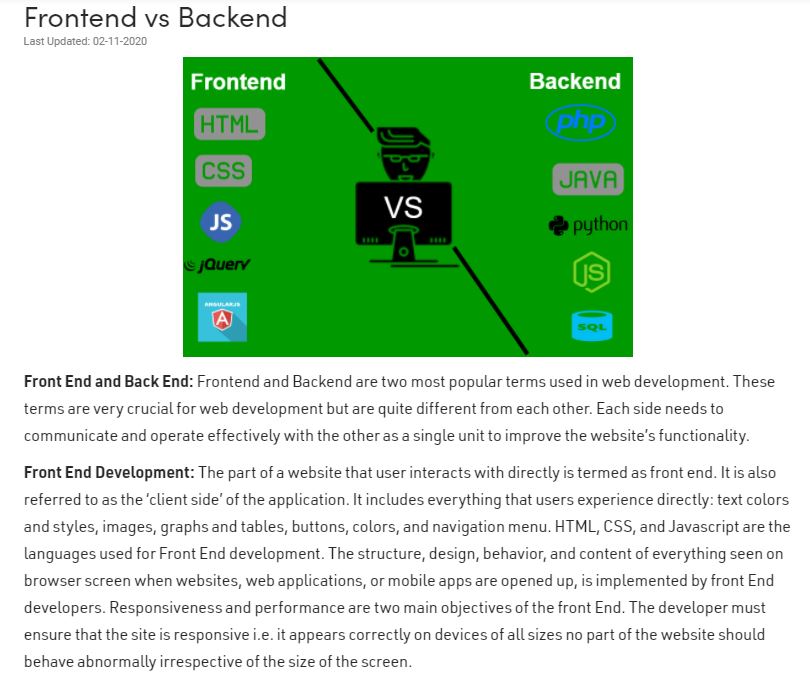 Frontend vs Backend
Last Updated: 02-11-2020
Frontend
HTML
CSS
JS
jQuery
ANGULARJS
A
VS
Backend
php
JAVA
python
JS
SQL
Front End and Back End: Frontend and Backend are two most popular terms used in web development. These
terms are very crucial for web development but are quite different from each other. Each side needs to
communicate and operate effectively with the other as a single unit to improve the website's functionality.
Front End Development: The part of a website that user interacts with directly is termed as front end. It is also
referred to as the ‘client side’ of the application. It includes everything that users experience directly: text colors
and styles, images, graphs and tables, buttons, colors, and navigation menu. HTML, CSS, and Javascript are the
languages used for Front End development. The structure, design, behavior, and content of everything seen on
browser screen when websites, web applications, or mobile apps are opened up, is implemented by front End
developers. Responsiveness and performance are two main objectives of the front End. The developer must
ensure that the site is responsive i.e. it appears correctly on devices of all sizes no part of the website should
behave abnormally irrespective of the size of the screen.